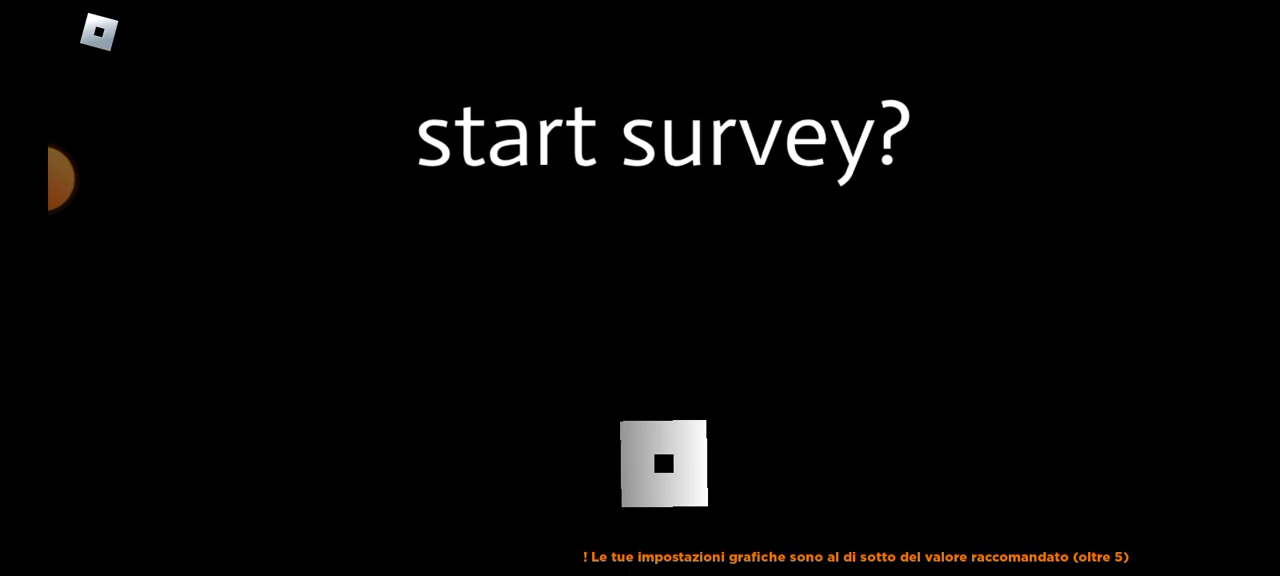 start survey?
! Le tue impostazioni grafiche sono al di sotto del valore raccomandato (oltre 5)